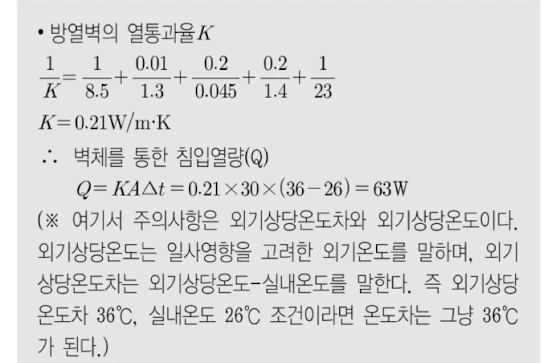 • 방열벽의 열통과율K
1/K = 1/8.5 + 0.01/1.3 + 0.2/0.045 + 0.2/1.4 + 1/23
K=0.21W/m·K
∴ 벽체를 통한 침입열량(Q)
Q=KA△t=0.21×30×(36-26)=63W
(※ 여기서 주의사항은 외기상당온도차와 외기상당온도이다.
외기상당온도는 일사영향을 고려한 외기온도를 말하며, 외기
상당온도차는 외기상당온도-실내온도를 말한다. 즉 외기상당
온도차 36℃, 실내온도 26℃ 조건이라면 온도차는 그냥 36℃
가 된다.)